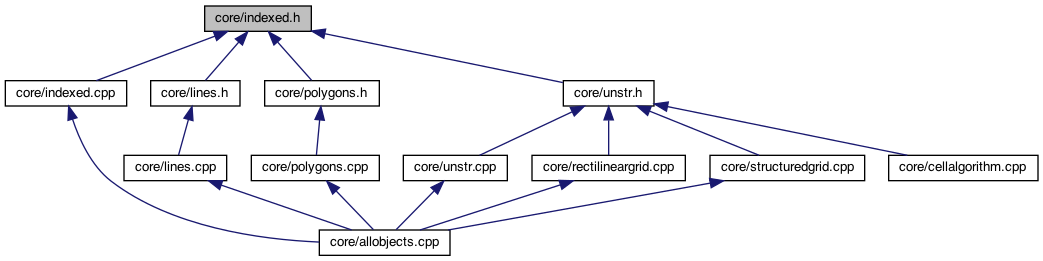 core/indexed.h
core/indexed.cpp
core/lines.h
core/polygons.h
core/unstr.h
core/lines.cpp
core/polygons.cpp
core/unstr.cpp
core/rectilineargrid.cpp
core/structuredgrid.cpp
core/cellalgorithm.cpp
core/allobjects.cpp